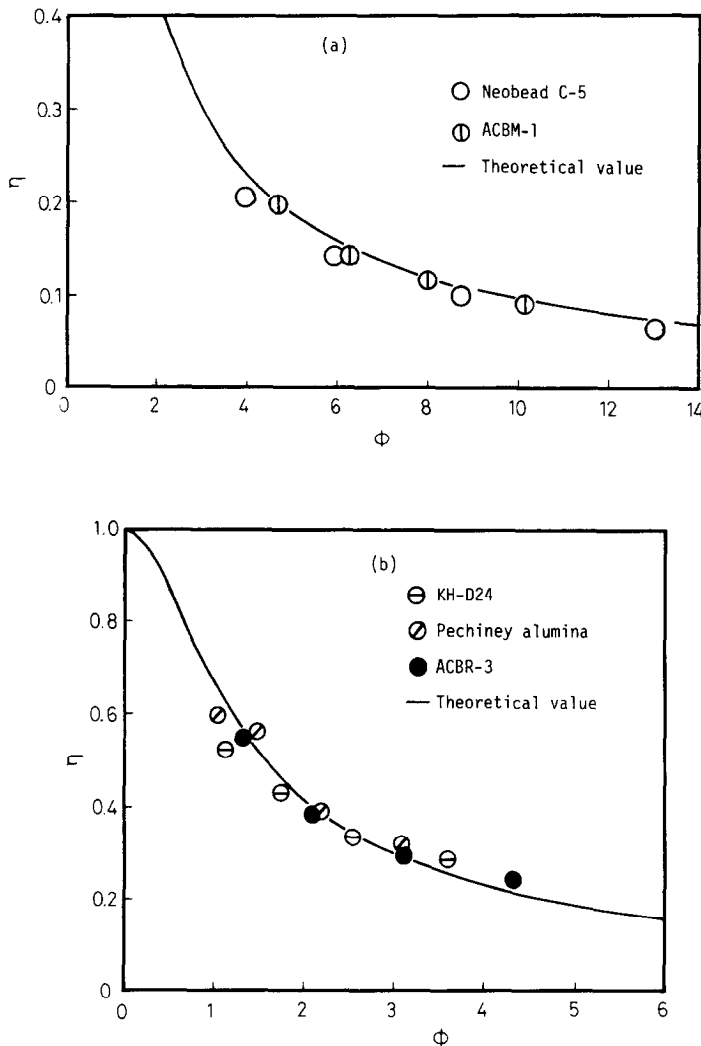 0.4
(a)
Neobead C-5
0.3
ACBM-1
Theoretical value
η
0.2
0.1
0
0 2 4 6 8 10 12 14
Φ
1.0
(b)
KH-D24
0.8
Pechiney alumina
ACBR-3
Theoretical value
0.6
η
0.4
0.2
0
0 1 2 3 4 5 6
Φ